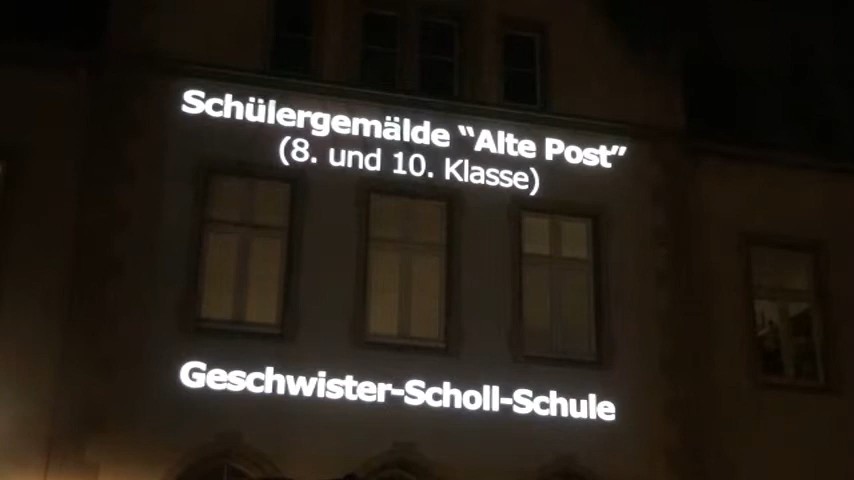 Schülergemälde “Alte Post”
(8. und 10. Klasse)
Geschwister-Scholl-Schule